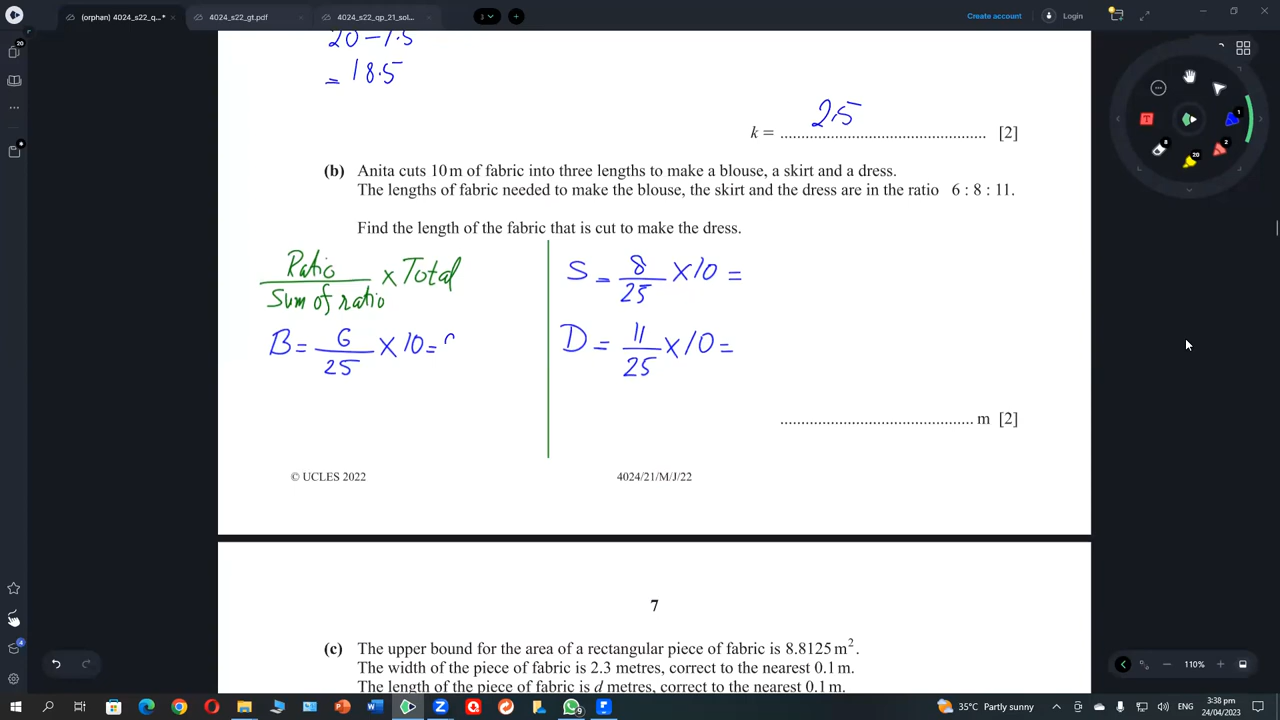 (orphan) 4024_s22_q...*
4024_s22_gt.pdf
4024_s22_qp_21_sol...
3
Create account
Login
20 - 1.5
= 18.5
k = 2.5 [2]
(b) Anita cuts 10 m of fabric into three lengths to make a blouse, a skirt and a dress.
The lengths of fabric needed to make the blouse, the skirt and the dress are in the ratio 6 : 8 : 11.
Find the length of the fabric that is cut to make the dress.
Ratio / Sum of ratio × Total
S = 8/25 × 10 =
B = 6/25 × 10 =
D = 11/25 × 10 =
.............................................. m [2]
© UCLES 2022
4024/21/M/J/22
7
(c) The upper bound for the area of a rectangular piece of fabric is 8.8125 m².
The width of the piece of fabric is 2.3 metres, correct to the nearest 0.1 m.
The length of the piece of fabric is d metres, correct to the nearest 0.1 m.
110%
35°C Partly sunny
ENG
3:38 pm
24/04/2023